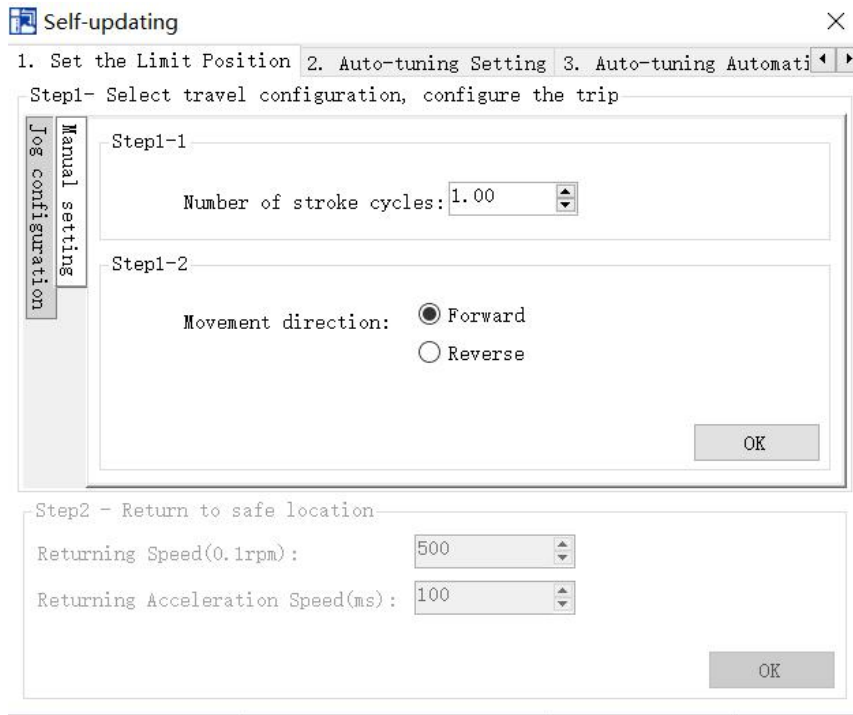 Self-updating
1. Set the Limit Position 2. Auto-tuning Setting 3. Auto-tuning Automati
Step1- Select travel configuration, configure the trip
Jog configuration
Manual setting
Step1-1
Number of stroke cycles: 1.00
Step1-2
Movement direction: Forward
Reverse
OK
Step2 - Return to safe location
Returning Speed(0.1rpm): 500
Returning Acceleration Speed(ms): 100
OK